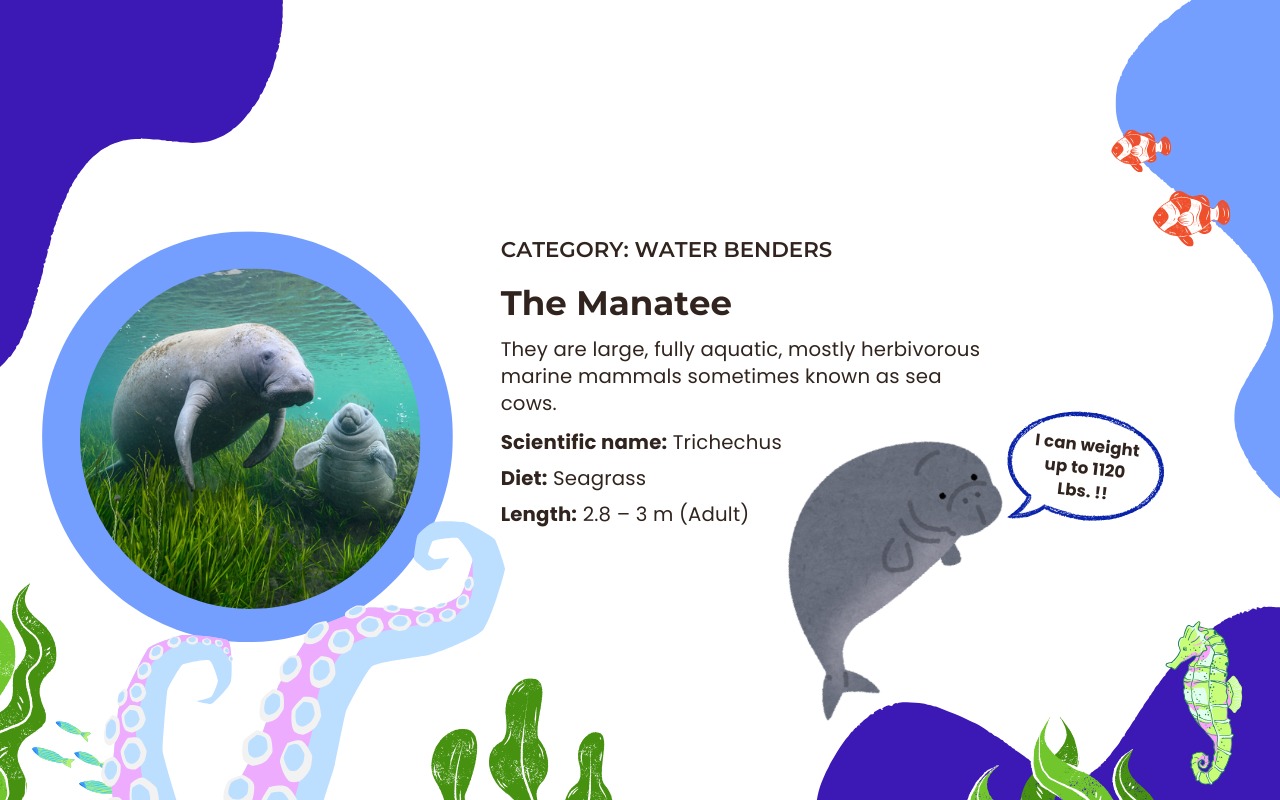 CATEGORY: WATER BENDERS
The Manatee
They are large, fully aquatic, mostly herbivorous
marine mammals sometimes known as sea
cows.
Scientific name: Trichechus
Diet: Seagrass
Length: 2.8 – 3 m (Adult)
I can weight
up to 1120
Lbs. !!